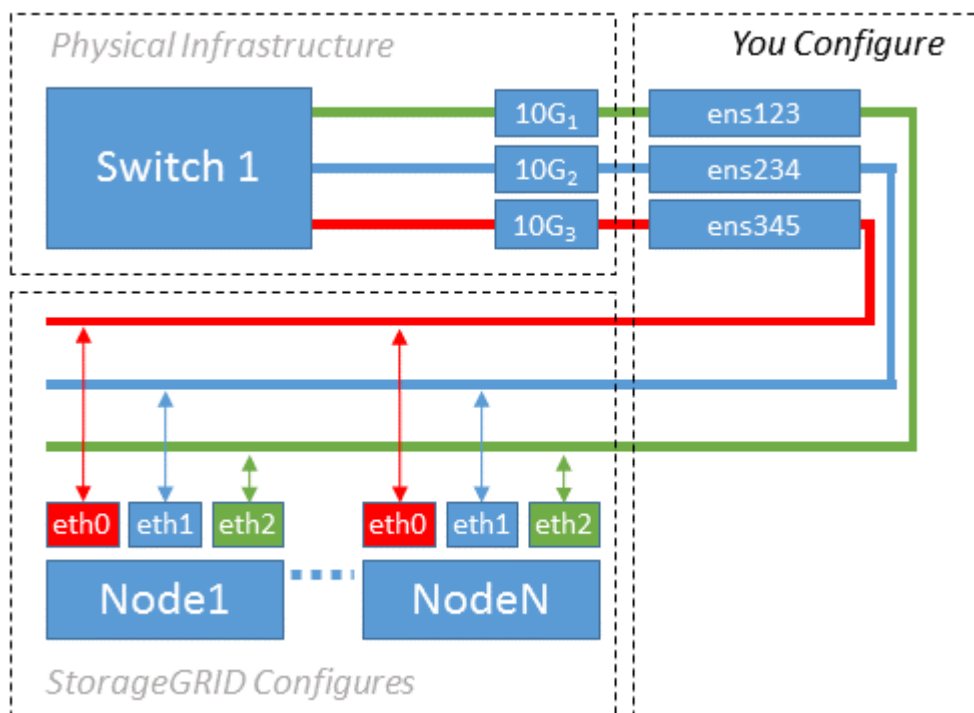 Physical Infrastructure
You Configure
Switch 1
10G₁
ens123
10G₂
ens234
10G₃
ens345
eth0 eth1 eth2
eth0 eth1 eth2
Node1
NodeN
StorageGRID Configures